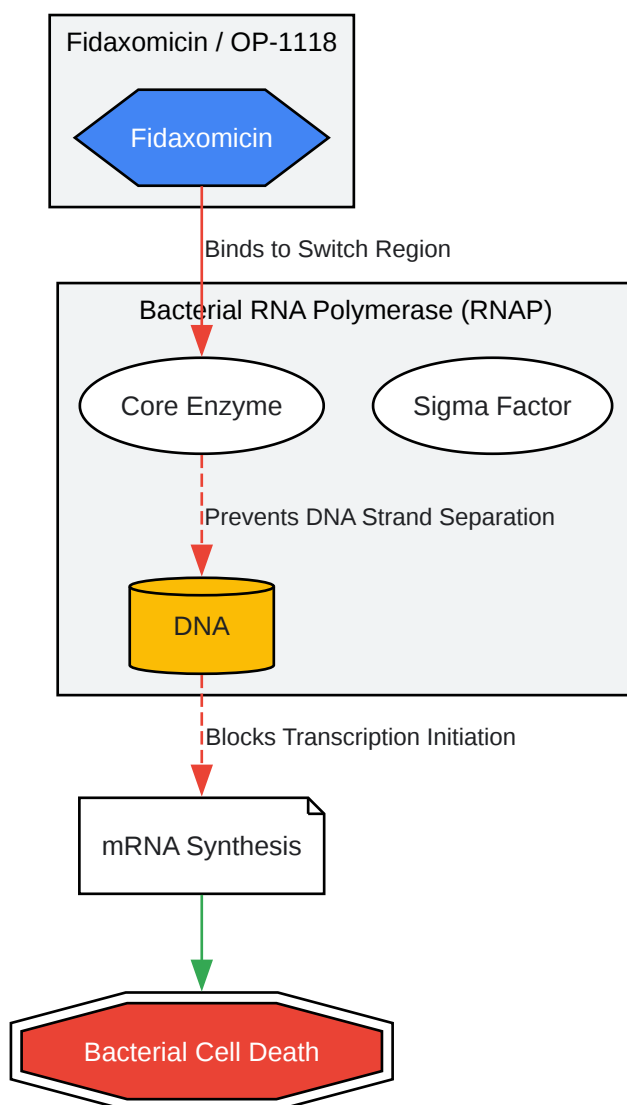 Fidaxomicin / OP-1118
Fidaxomicin
Binds to Switch Region
Bacterial RNA Polymerase (RNAP)
Core Enzyme
Sigma Factor
Prevents DNA Strand Separation
DNA
Blocks Transcription Initiation
mRNA Synthesis
Bacterial Cell Death